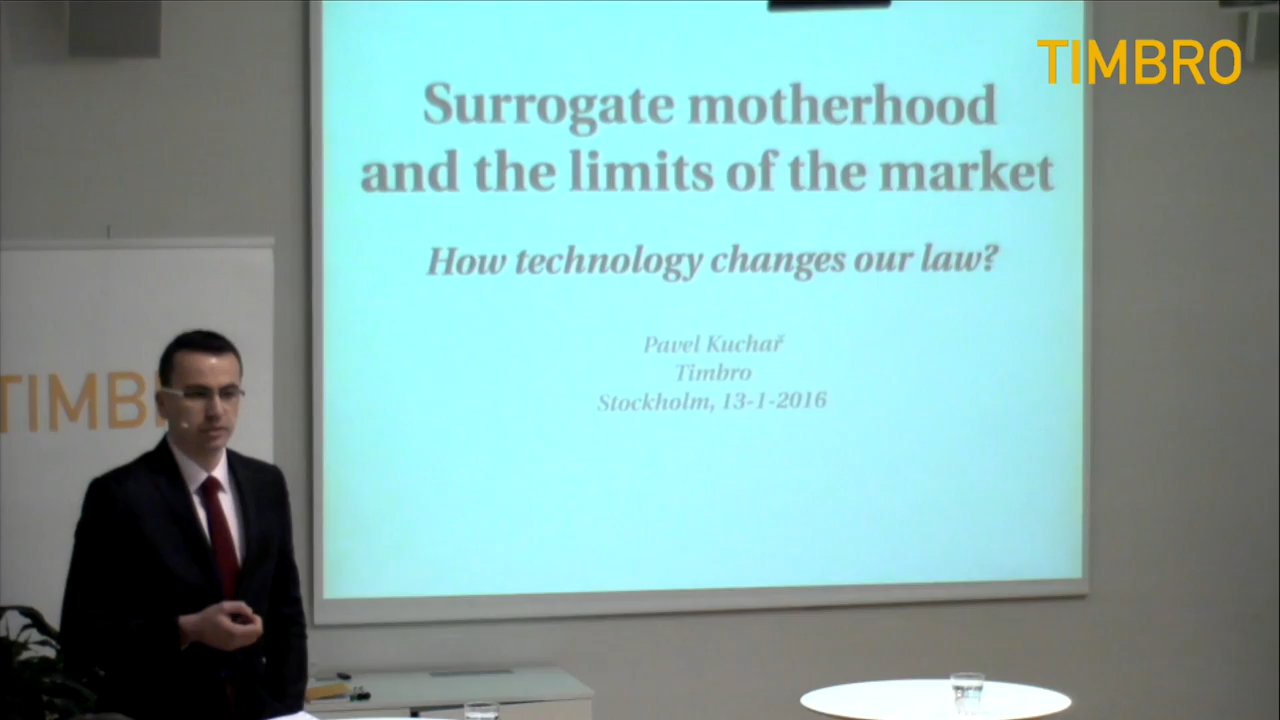 TIMBRO
Surrogate motherhood
and the limits of the market
How technology changes our law?
Pavel Kuchař
Timbro
Stockholm, 13-1-2016
TIMB